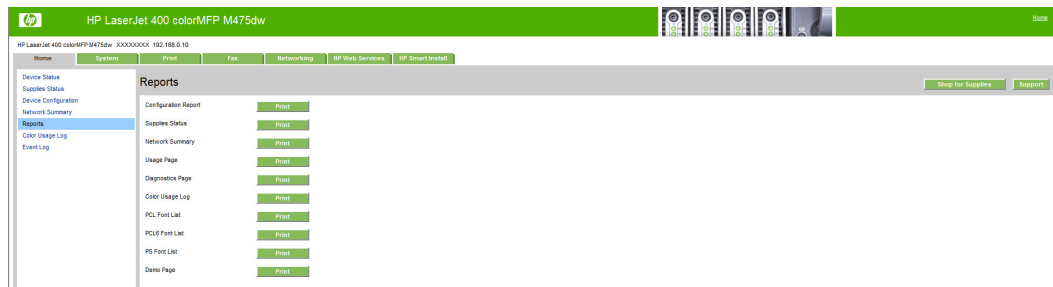 hp HP LaserJet 400 colorMFP M475dw Home
HP LaserJet 400 colorMFP M475dw XXXXXXXX 192.168.0.10
Home System Print Fax Networking HP Web Services HP Smart Install
Device Status
Supplies Status
Device Configuration
Network Summary
Reports
Color Usage Log
Event Log
Reports Shop for Supplies Support
Configuration Report Print
Supplies Status Print
Network Summary Print
Usage Page Print
Diagnostics Page Print
Color Usage Log Print
PCL Font List Print
PCL6 Font List Print
PS Font List Print
Demo Page Print